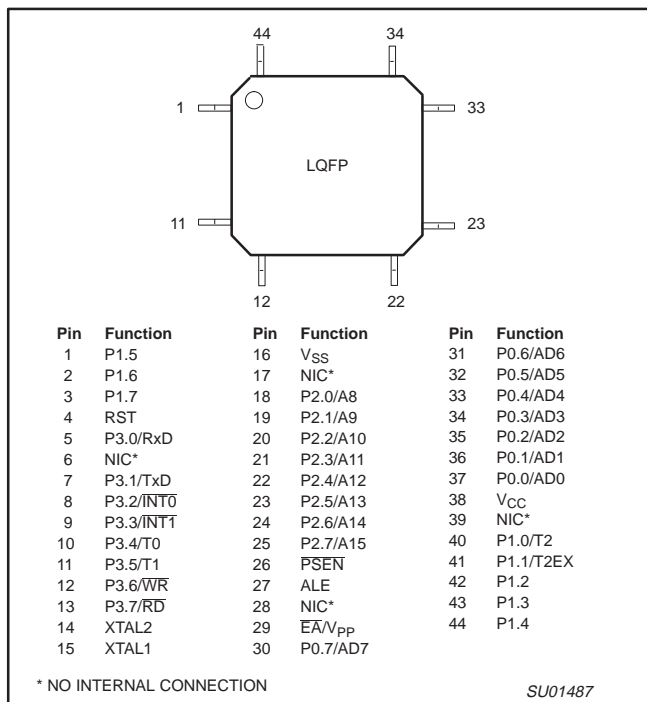 44 34
1 33
LQFP
11 23
12 22
Pin Function Pin Function Pin Function
1 P1.5 16 VSS 31 P0.6/AD6
2 P1.6 17 NIC* 32 P0.5/AD5
3 P1.7 18 P2.0/A8 33 P0.4/AD4
4 RST 19 P2.1/A9 34 P0.3/AD3
5 P3.0/RxD 20 P2.2/A10 35 P0.2/AD2
6 NIC* 21 P2.3/A11 36 P0.1/AD1
7 P3.1/TxD 22 P2.4/A12 37 P0.0/AD0
8 P3.2/I̅N̅T̅0̅ 23 P2.5/A13 38 VCC
9 P3.3/I̅N̅T̅1̅ 24 P2.6/A14 39 NIC*
10 P3.4/T0 25 P2.7/A15 40 P1.0/T2
11 P3.5/T1 26 P̅S̅E̅N̅ 41 P1.1/T2EX
12 P3.6/W̅R̅ 27 ALE 42 P1.2
13 P3.7/R̅D̅ 28 NIC* 43 P1.3
14 XTAL2 29 E̅A̅/VPP 44 P1.4
15 XTAL1 30 P0.7/AD7
* NO INTERNAL CONNECTION
SU01487